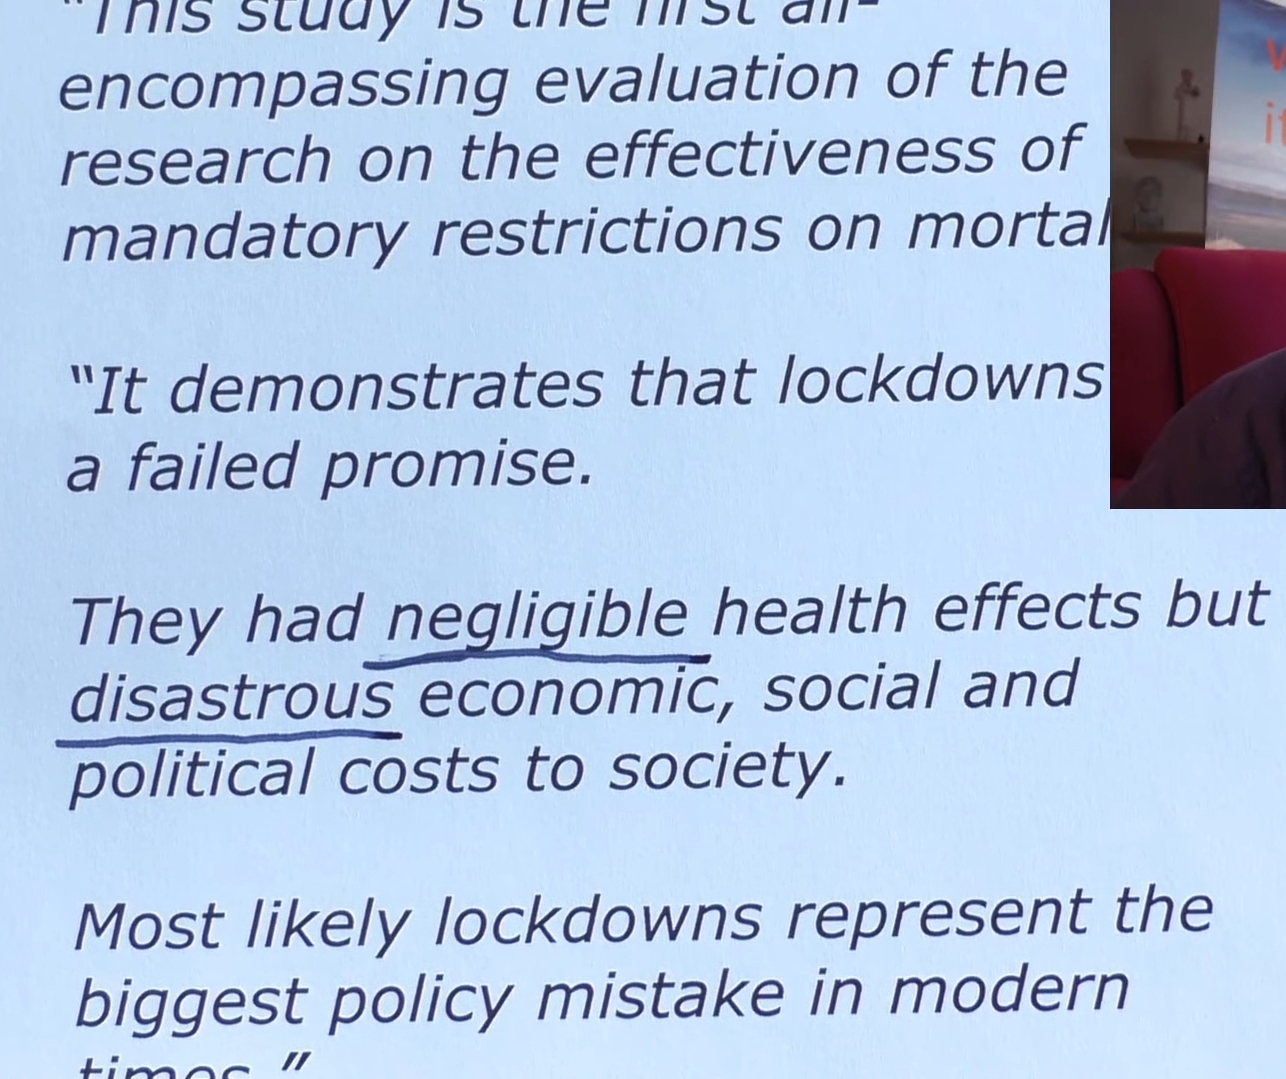 "This study is the first all-
encompassing evaluation of the
research on the effectiveness of
mandatory restrictions on mortal
"It demonstrates that lockdowns
a failed promise.
They had negligible health effects but
disastrous economic, social and
political costs to society.
Most likely lockdowns represent the
biggest policy mistake in modern
times."